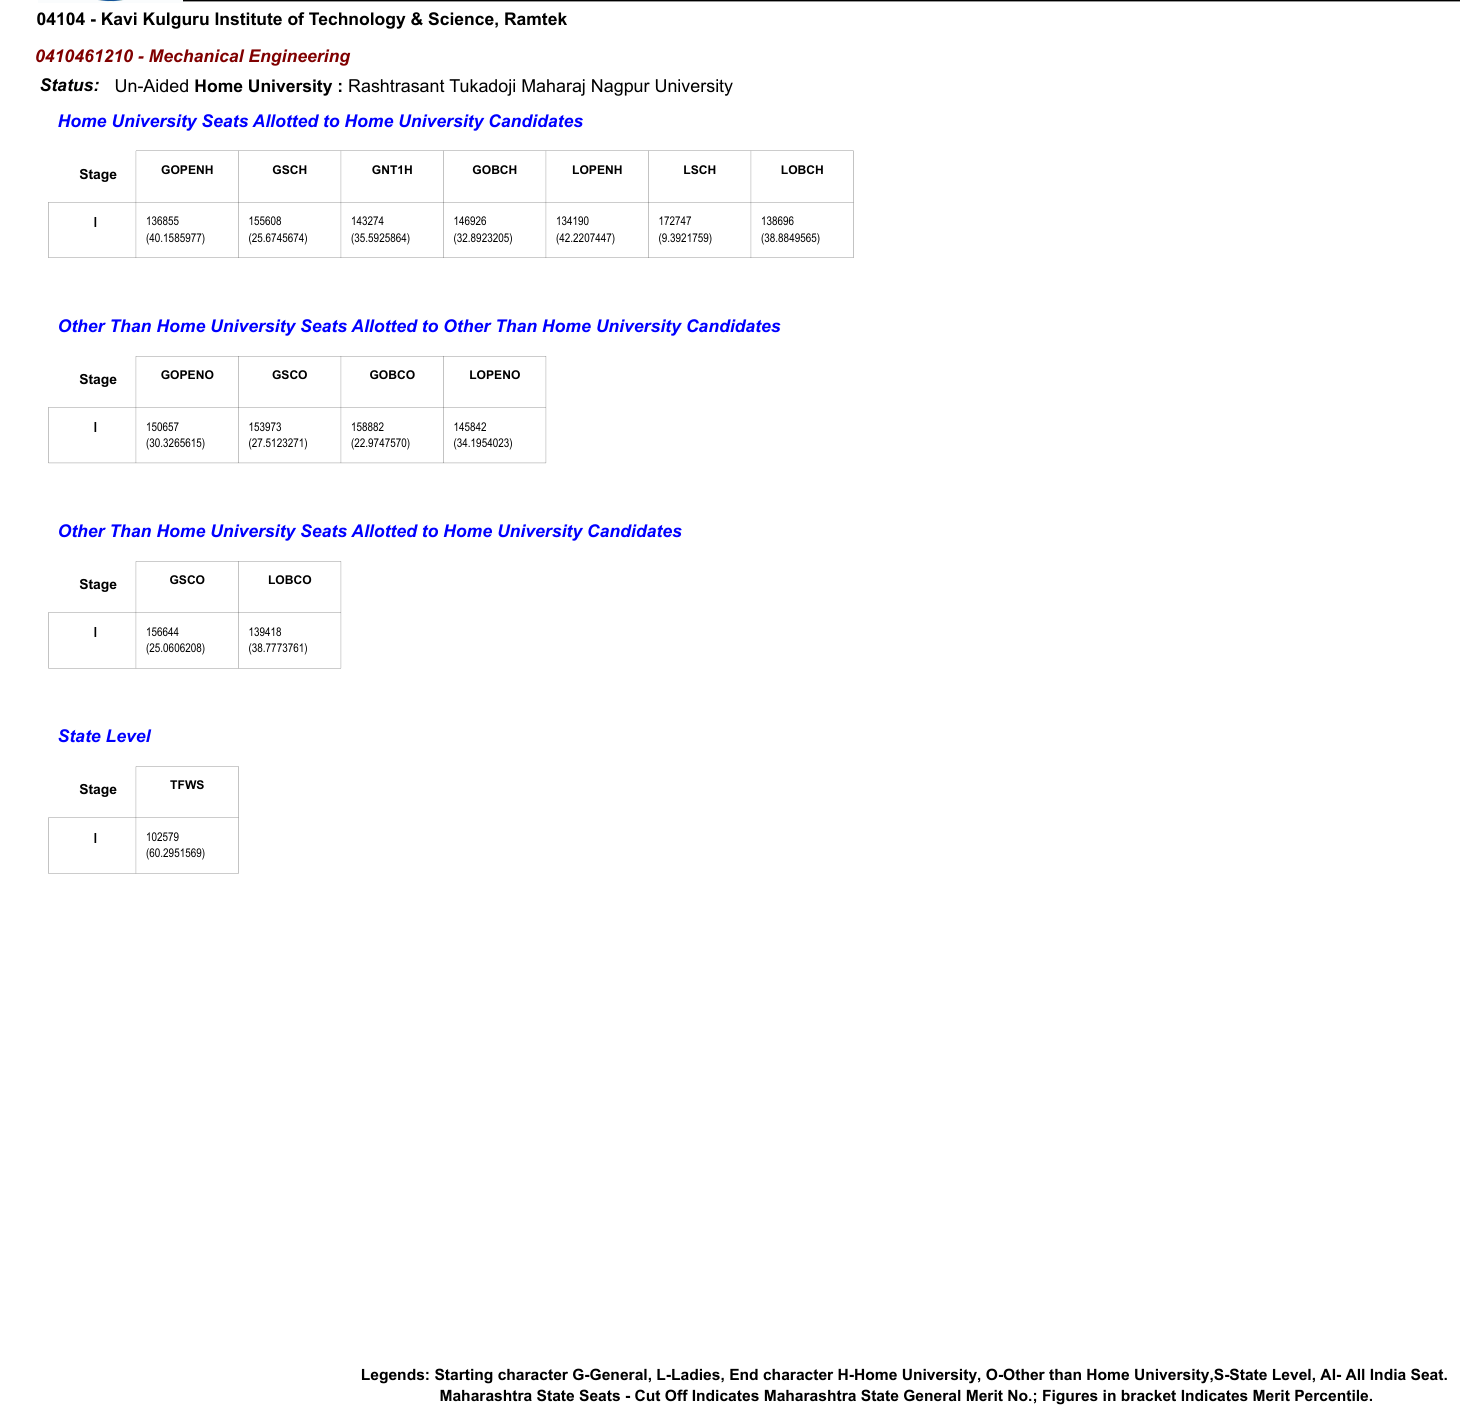 04104 - Kavi Kulguru Institute of Technology & Science, Ramtek
0410461210 - Mechanical Engineering
Status: Un-Aided Home University : Rashtrasant Tukadoji Maharaj Nagpur University
Home University Seats Allotted to Home University Candidates
Stage GOPENH GSCH GNT1H GOBCH LOPENH LSCH LOBCH
I 136855 155608 143274 146926 134190 172747 138696
(40.1585977) (25.6745674) (35.5925864) (32.8923205) (42.2207447) (9.3921759) (38.8849565)
Other Than Home University Seats Allotted to Other Than Home University Candidates
Stage GOPENO GSCO GOBCO LOPENO
I 150657 153973 158882 145842
(30.3265615) (27.5123271) (22.9747570) (34.1954023)
Other Than Home University Seats Allotted to Home University Candidates
Stage GSCO LOBCO
I 156644 139418
(25.0606208) (38.7773761)
State Level
Stage TFWS
I 102579
(60.2951569)
Legends: Starting character G-General, L-Ladies, End character H-Home University, O-Other than Home University,S-State Level, AI- All India Seat.
Maharashtra State Seats - Cut Off Indicates Maharashtra State General Merit No.; Figures in bracket Indicates Merit Percentile.